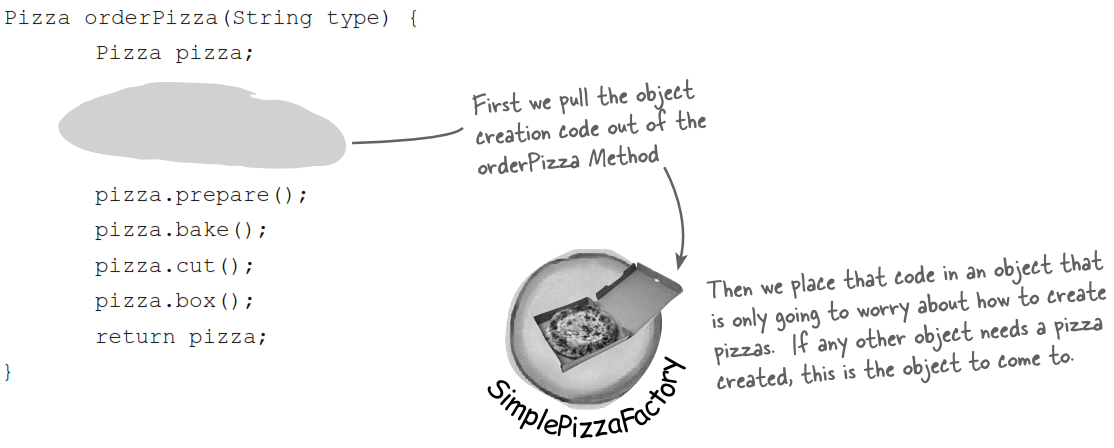 Pizza orderPizza(String type) {
Pizza pizza;
First we pull the object
creation code out of the
orderPizza Method
pizza.prepare();
pizza.bake();
pizza.cut();
pizza.box();
return pizza;
}
SimplePizzaFactory
Then we place that code in an object that
is only going to worry about how to create
pizzas. If any other object needs a pizza
created, this is the object to come to.